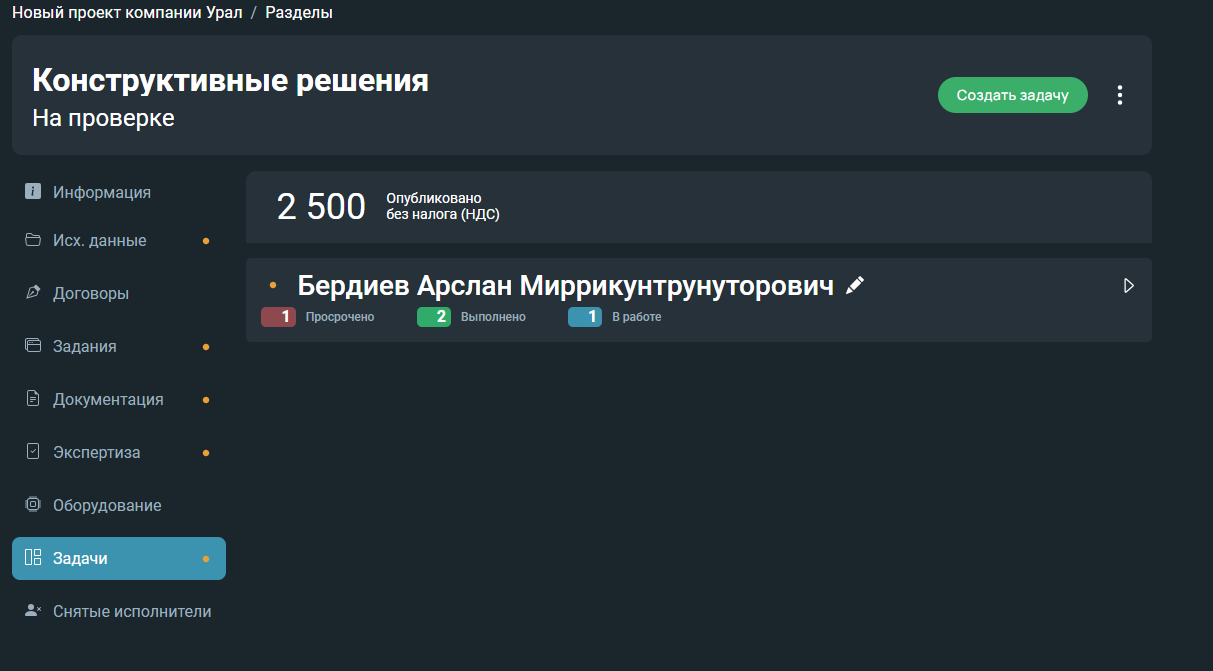 Новый проект компании Урал / Разделы
Конструктивные решения
На проверке
Создать задачу
Информация
Исх. данные
Договоры
Задания
Документация
Экспертиза
Оборудование
Задачи
Снятые исполнители
2 500
Опубликовано
без налога (НДС)
Бердиев Арслан Миррикунтрунуторович
1 Просрочено 2 Выполнено 1 В работе